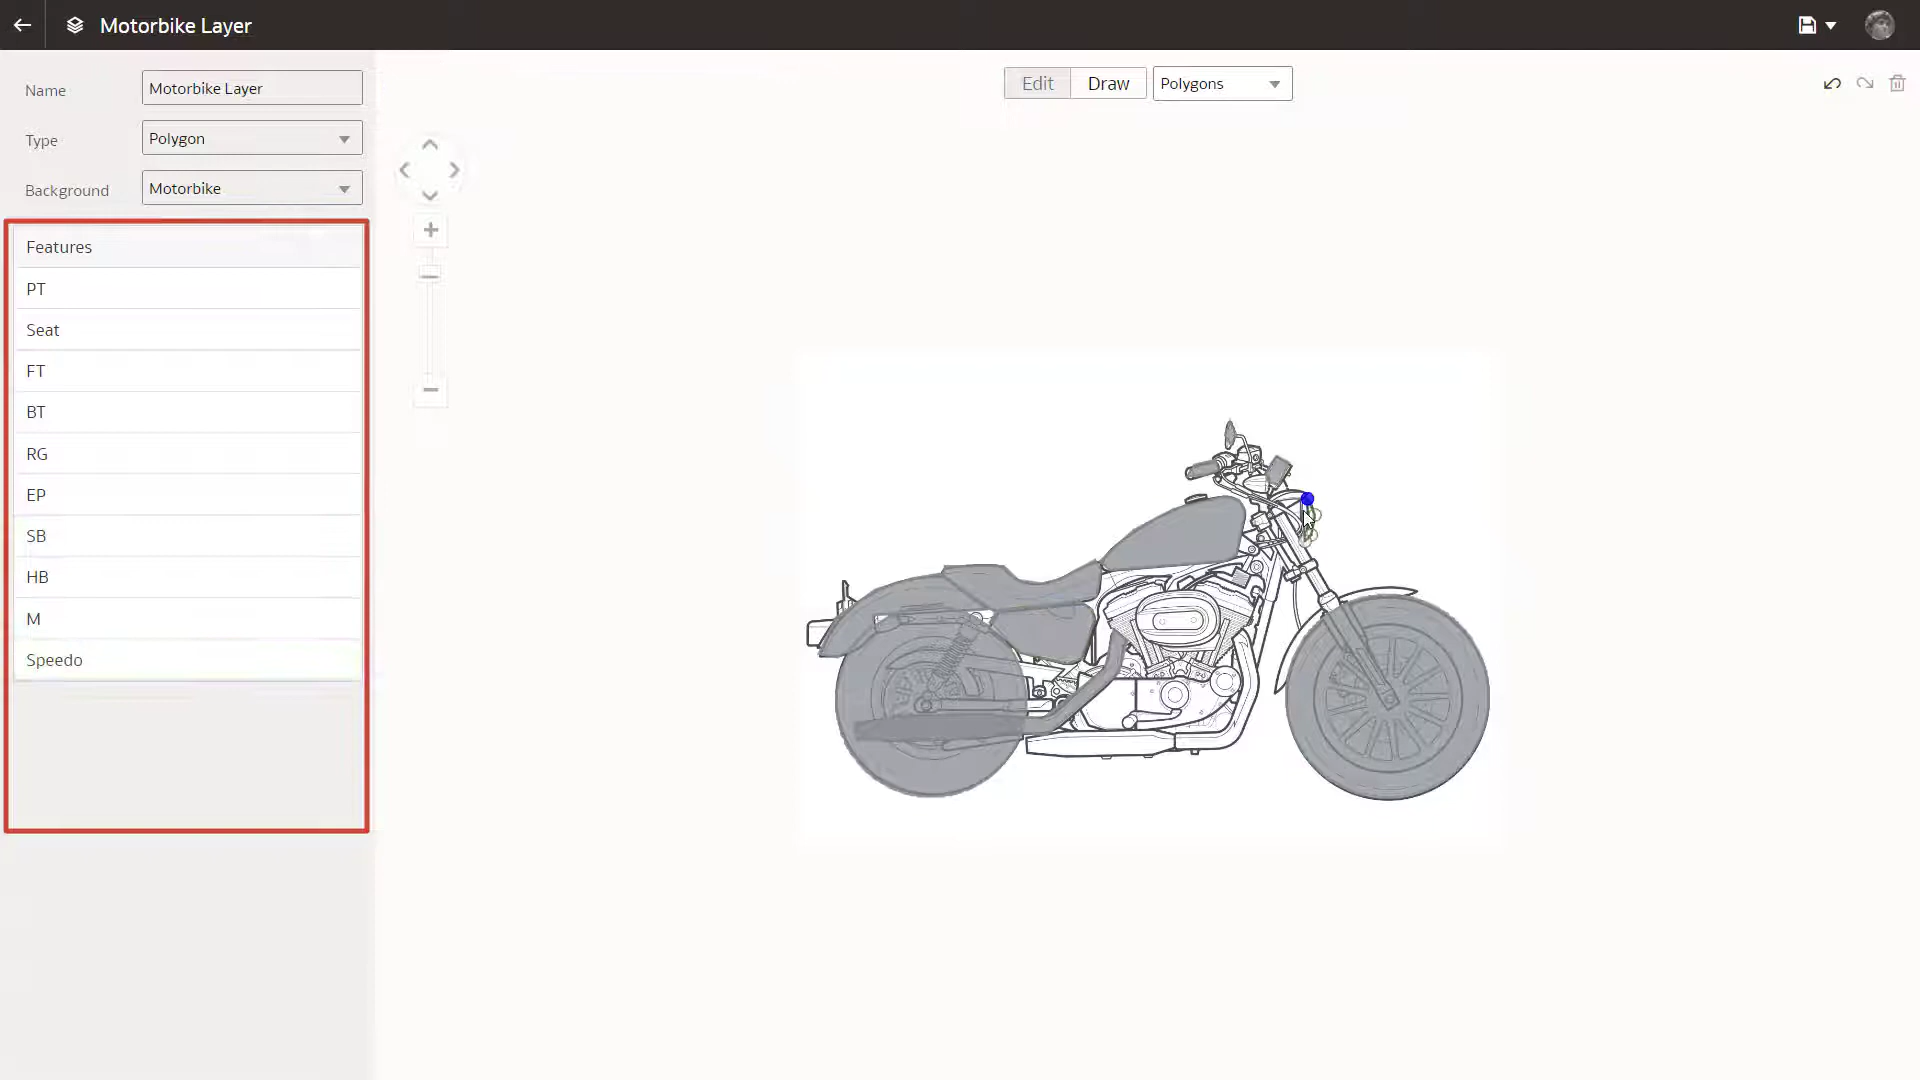 Motorbike Layer
Name
Motorbike Layer
Type
Polygon
Background
Motorbike
Edit
Draw
Polygons
Features
PT
Seat
FT
BT
RG
EP
SB
HB
M
Speedo